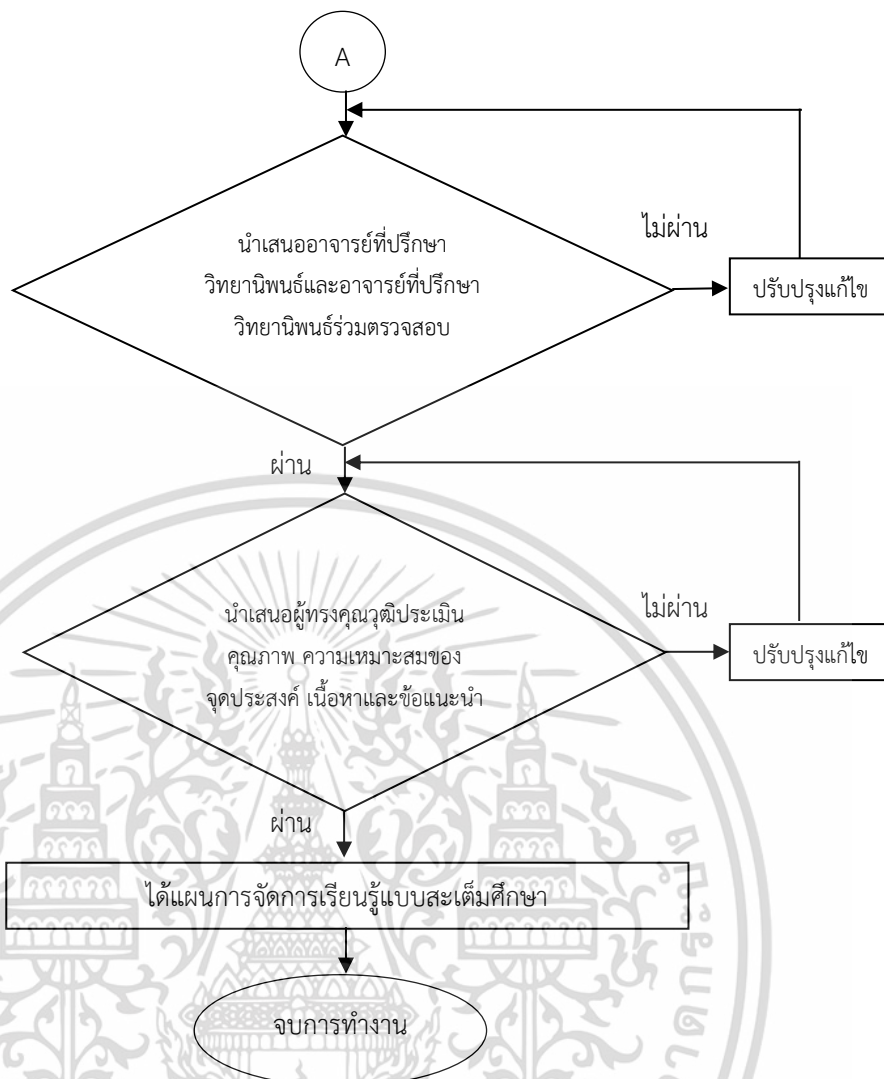 A
นำเสนออาจารย์ที่ปรึกษา
วิทยานิพนธ์และอาจารย์ที่ปรึกษา
วิทยานิพนธ์ร่วมตรวจสอบ
ไม่ผ่าน
ปรับปรุงแก้ไข
ผ่าน
นำเสนอผู้ทรงคุณวุฒิประเมิน
คุณภาพ ความเหมาะสมของ
จุดประสงค์ เนื้อหาและข้อแนะนำ
ไม่ผ่าน
ปรับปรุงแก้ไข
ผ่าน
ได้แผนการจัดการเรียนรู้แบบสะเต็มศึกษา
จบการทำงาน